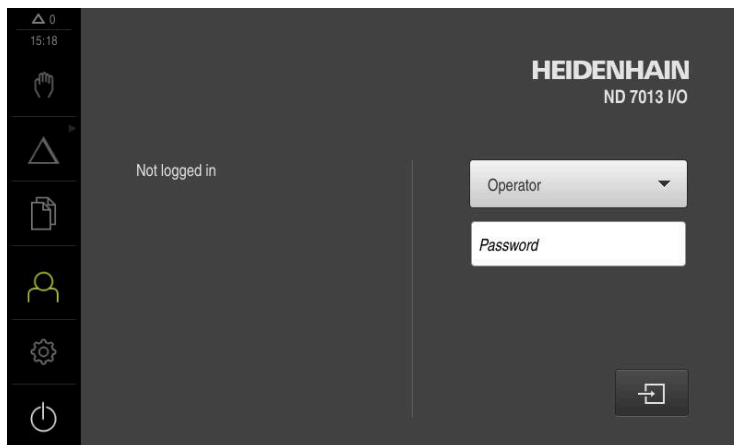 0
15:18
HEIDENHAIN
ND 7013 I/O
Not logged in
Operator
Password